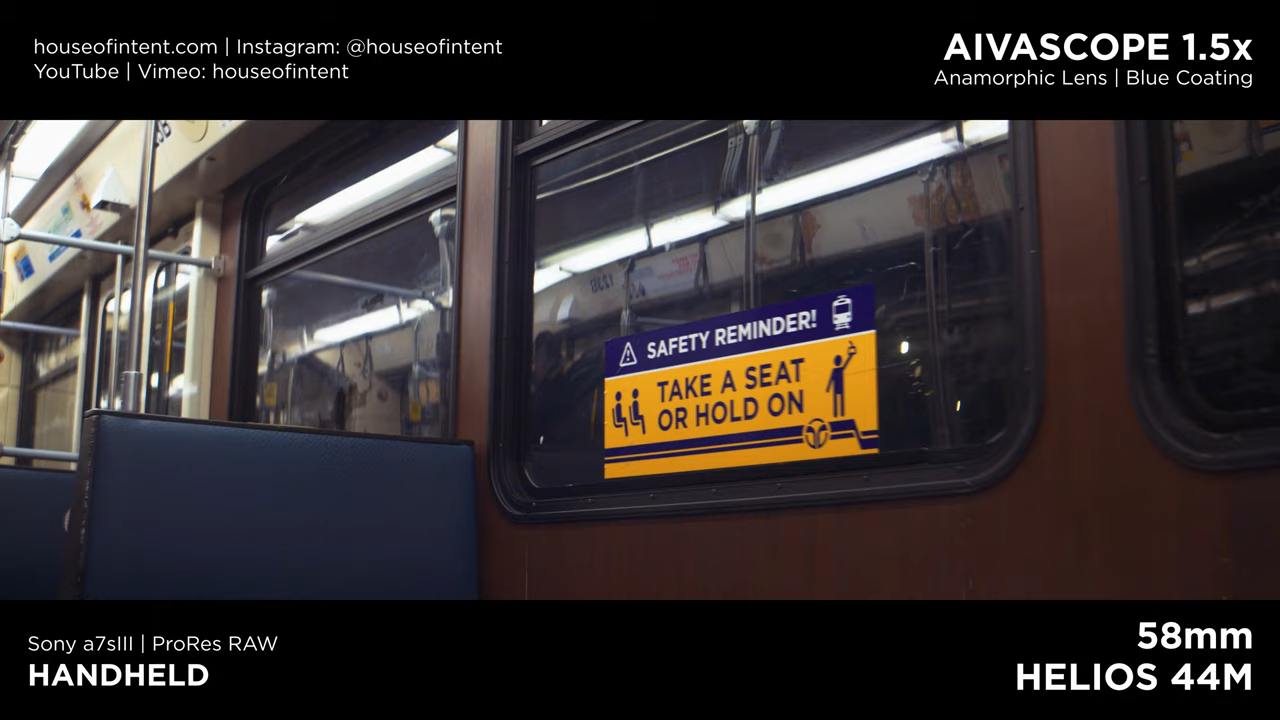 houseofintent.com | Instagram: @houseofintent
YouTube | Vimeo: houseofintent
AIVASCOPE 1.5x
Anamorphic Lens | Blue Coating
SAFETY REMINDER!
TAKE A SEAT
OR HOLD ON
Sony a7sIII | ProRes RAW
HANDHELD
58mm
HELIOS 44M